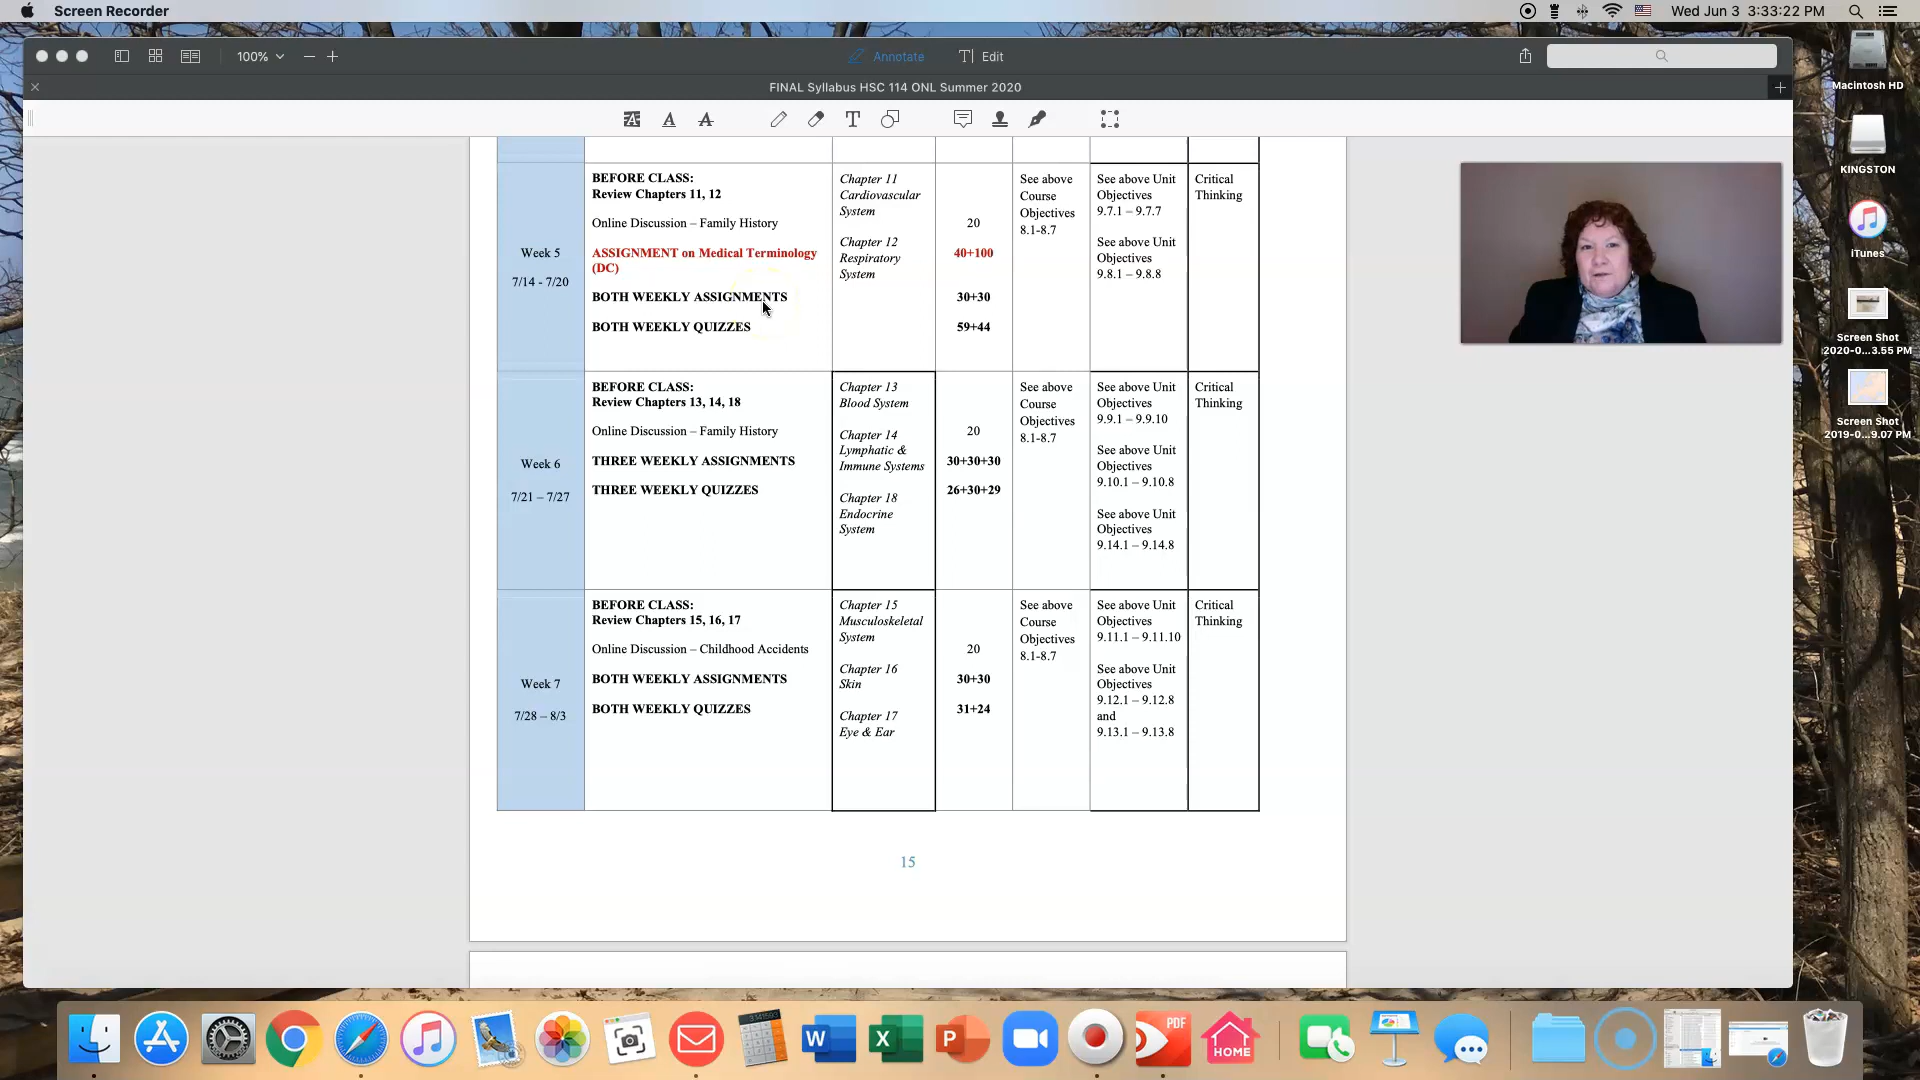 Screen Recorder
Wed Jun 3 3:33:22 PM
100%
Annotate
Edit
FINAL Syllabus HSC 114 ONL Summer 2020
Week 5
7/14 - 7/20
BEFORE CLASS:
Review Chapters 11, 12
Online Discussion – Family History
ASSIGNMENT on Medical Terminology
(DC)
BOTH WEEKLY ASSIGNMENTS
BOTH WEEKLY QUIZZES
Chapter 11
Cardiovascular
System
Chapter 12
Respiratory
System
20
40+100
30+30
59+44
See above
Course
Objectives
8.1-8.7
See above Unit
Objectives
9.7.1 – 9.7.7
See above Unit
Objectives
9.8.1 – 9.8.8
Critical
Thinking
Week 6
7/21 – 7/27
BEFORE CLASS:
Review Chapters 13, 14, 18
Online Discussion – Family History
THREE WEEKLY ASSIGNMENTS
THREE WEEKLY QUIZZES
Chapter 13
Blood System
Chapter 14
Lymphatic &
Immune Systems
Chapter 18
Endocrine
System
20
30+30+30
26+30+29
See above
Course
Objectives
8.1-8.7
See above Unit
Objectives
9.9.1 – 9.9.10
See above Unit
Objectives
9.10.1 – 9.10.8
See above Unit
Objectives
9.14.1 – 9.14.8
Critical
Thinking
Week 7
7/28 – 8/3
BEFORE CLASS:
Review Chapters 15, 16, 17
Online Discussion – Childhood Accidents
BOTH WEEKLY ASSIGNMENTS
BOTH WEEKLY QUIZZES
Chapter 15
Musculoskeletal
System
Chapter 16
Skin
Chapter 17
Eye & Ear
20
30+30
31+24
See above
Course
Objectives
8.1-8.7
See above Unit
Objectives
9.11.1 – 9.11.10
See above Unit
Objectives
9.12.1 – 9.12.8
and
9.13.1 – 9.13.8
Critical
Thinking
15
Macintosh HD
KINGSTON
iTunes
Screen Shot
2020-0...3.55 PM
Screen Shot
2019-0...9.07 PM
PDF
HOME